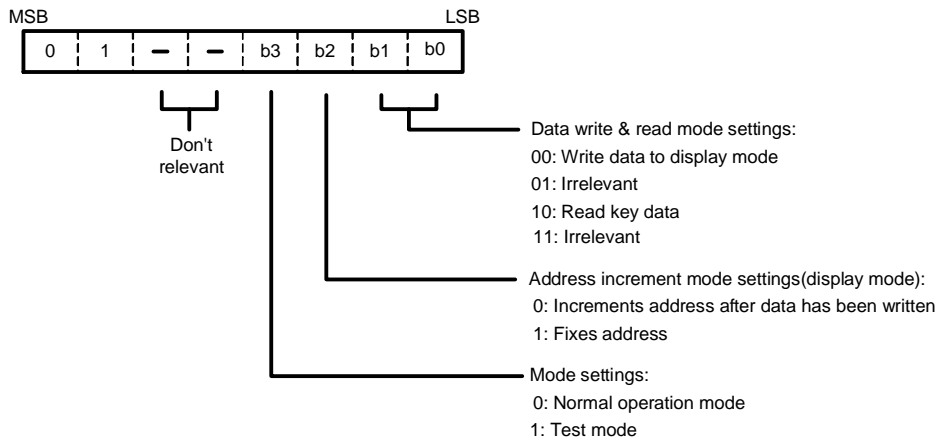 MSB LSB
0 1 – – b3 b2 b1 b0
Don't
relevant
Data write & read mode settings:
00: Write data to display mode
01: Irrelevant
10: Read key data
11: Irrelevant
Address increment mode settings(display mode):
0: Increments address after data has been written
1: Fixes address
Mode settings:
0: Normal operation mode
1: Test mode